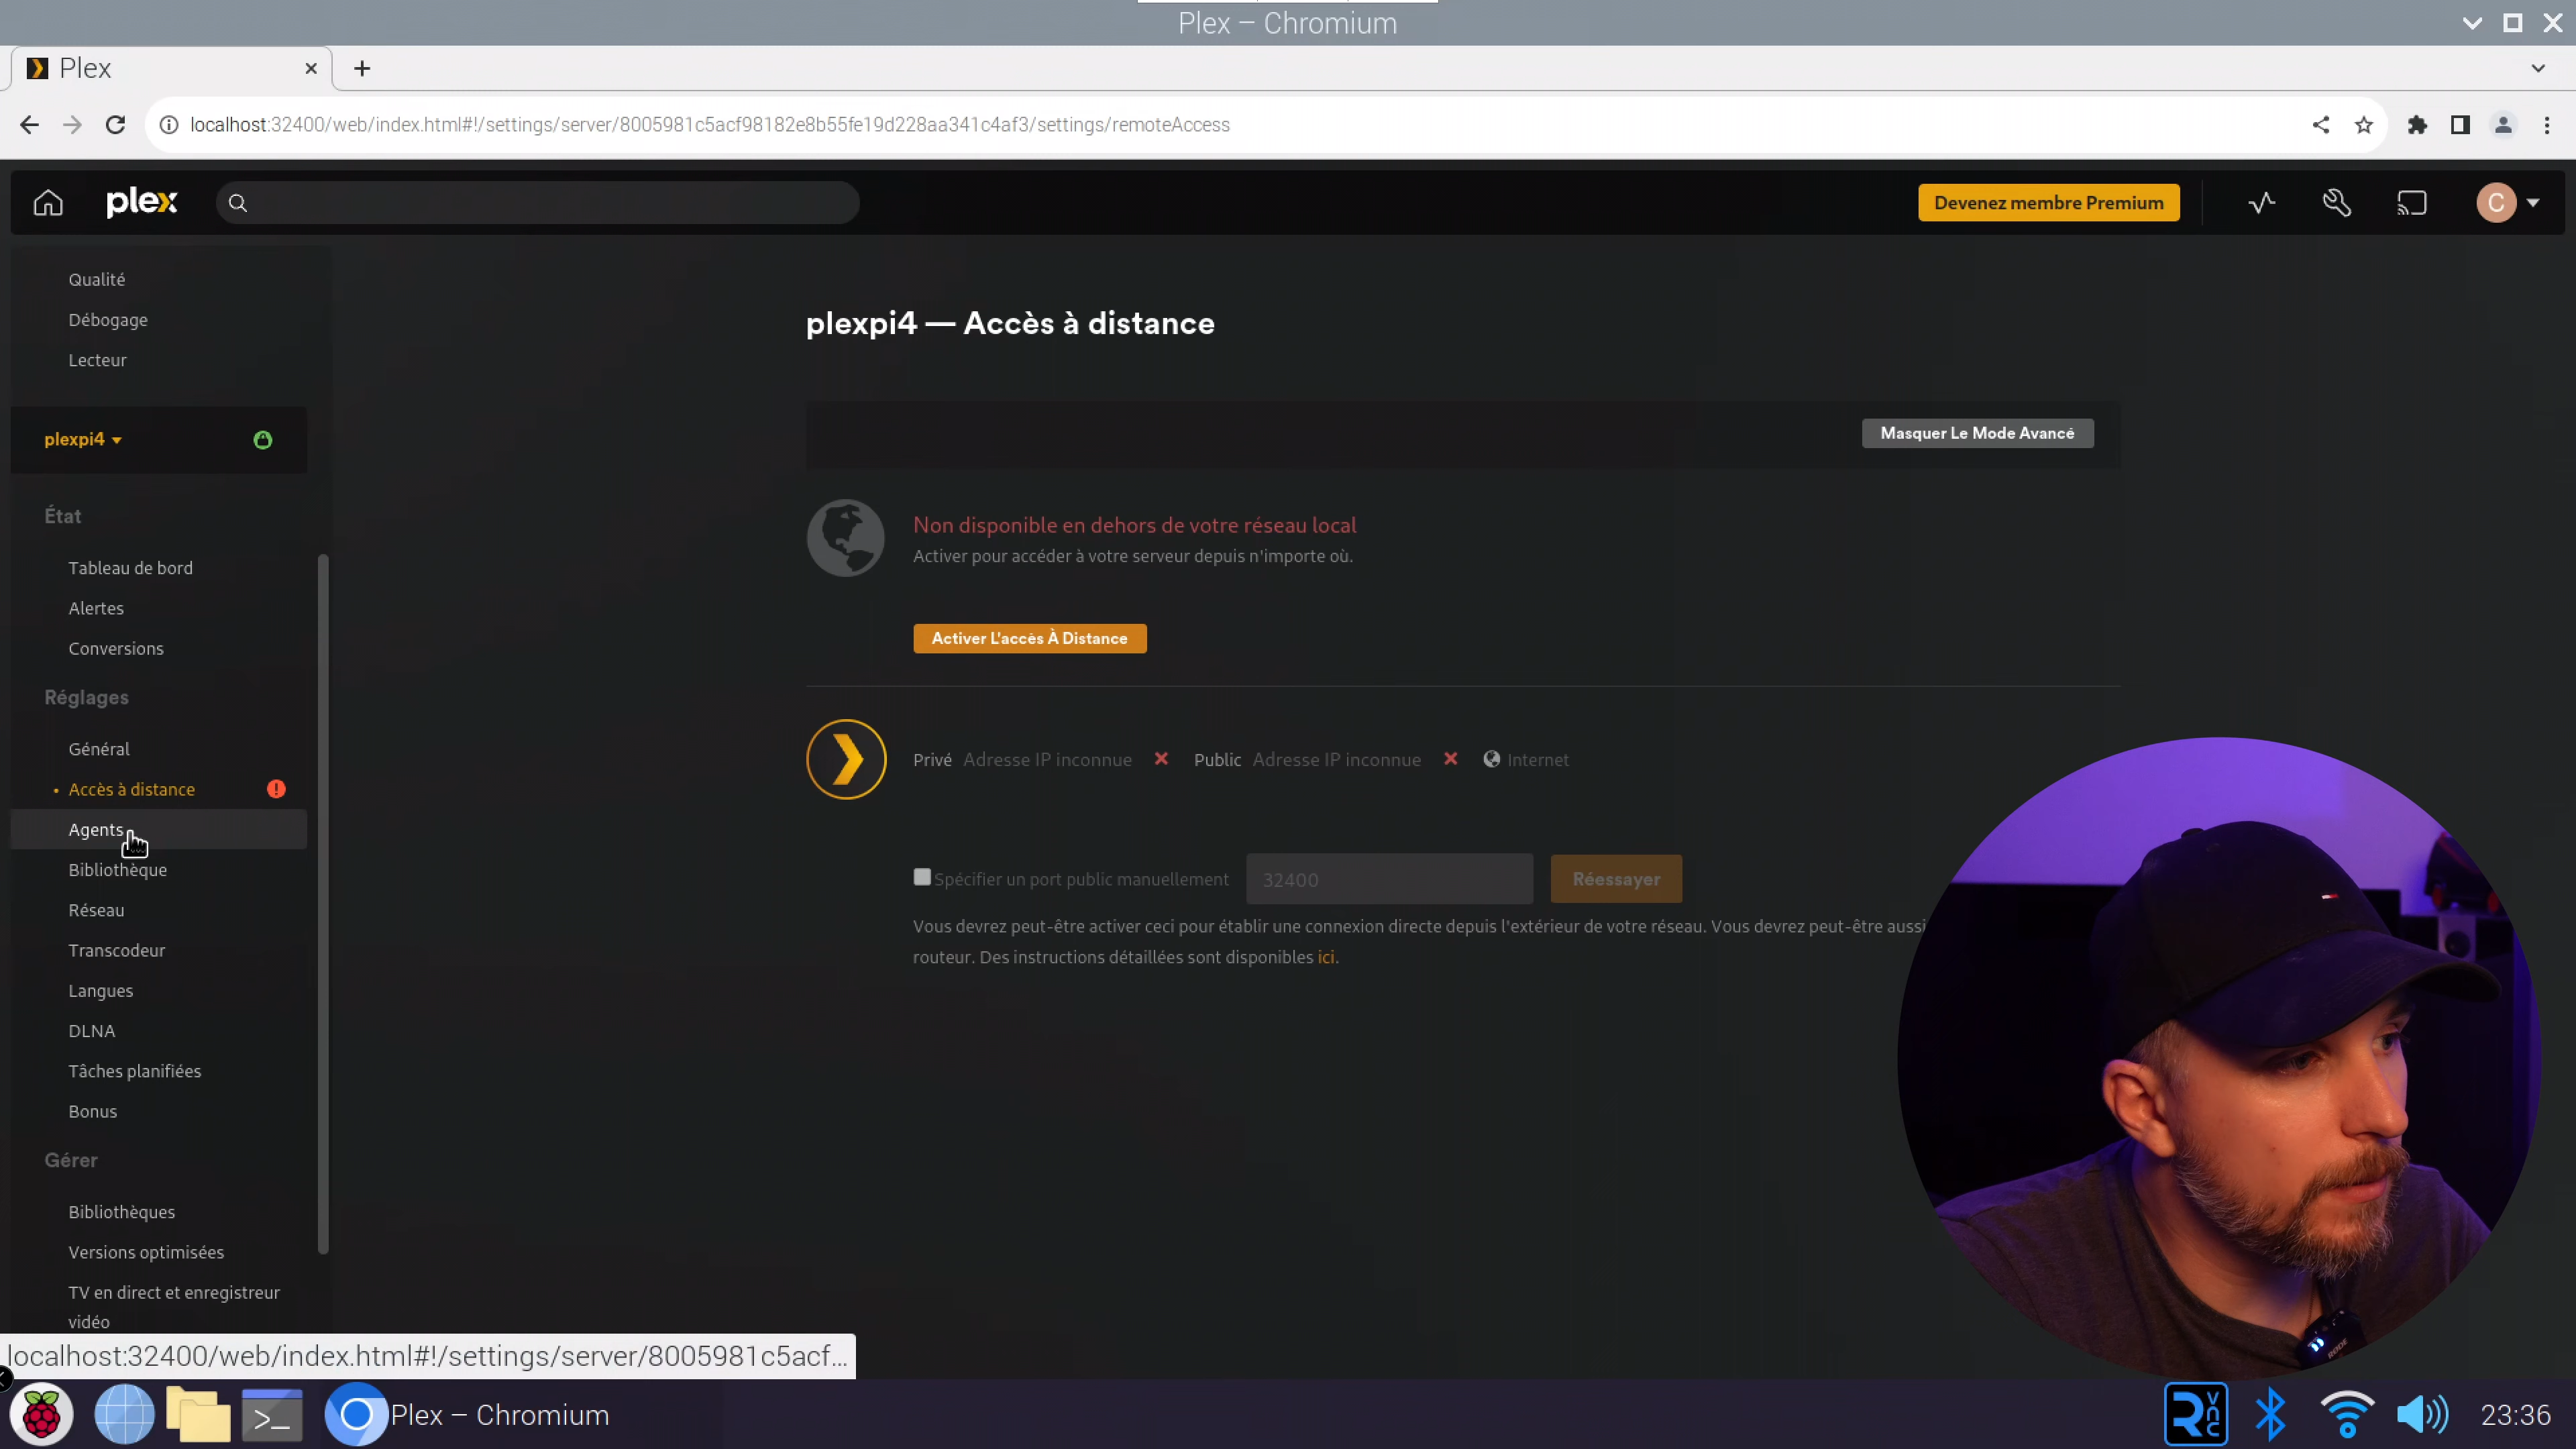 Plex – Chromium
Plex
localhost:32400/web/index.html#!/settings/server/8005981c5acf98182e8b55fe19d228aa341c4af3/settings/remoteAccess
plex
Devenez membre Premium
C
Qualité
Débogage
Lecteur
plexpi4
État
Tableau de bord
Alertes
Conversions
Réglages
Général
• Accès à distance
Agents
Bibliothèque
Réseau
Transcodeur
Langues
DLNA
Tâches planifiées
Bonus
Gérer
Bibliothèques
Versions optimisées
TV en direct et enregistreur
vidéo
plexpi4 — Accès à distance
Masquer Le Mode Avancé
Non disponible en dehors de votre réseau local
Activer pour accéder à votre serveur depuis n'importe où.
Activer L'accès À Distance
Privé Adresse IP inconnue Public Adresse IP inconnue Internet
Spécifier un port public manuellement 32400 Réessayer
Vous devrez peut-être activer ceci pour établir une connexion directe depuis l'extérieur de votre réseau. Vous devrez peut-être aussi
routeur. Des instructions détaillées sont disponibles ici.
RODE
localhost:32400/web/index.html#!/settings/server/8005981c5acf...
>_
Plex – Chromium
R VNC
23:36